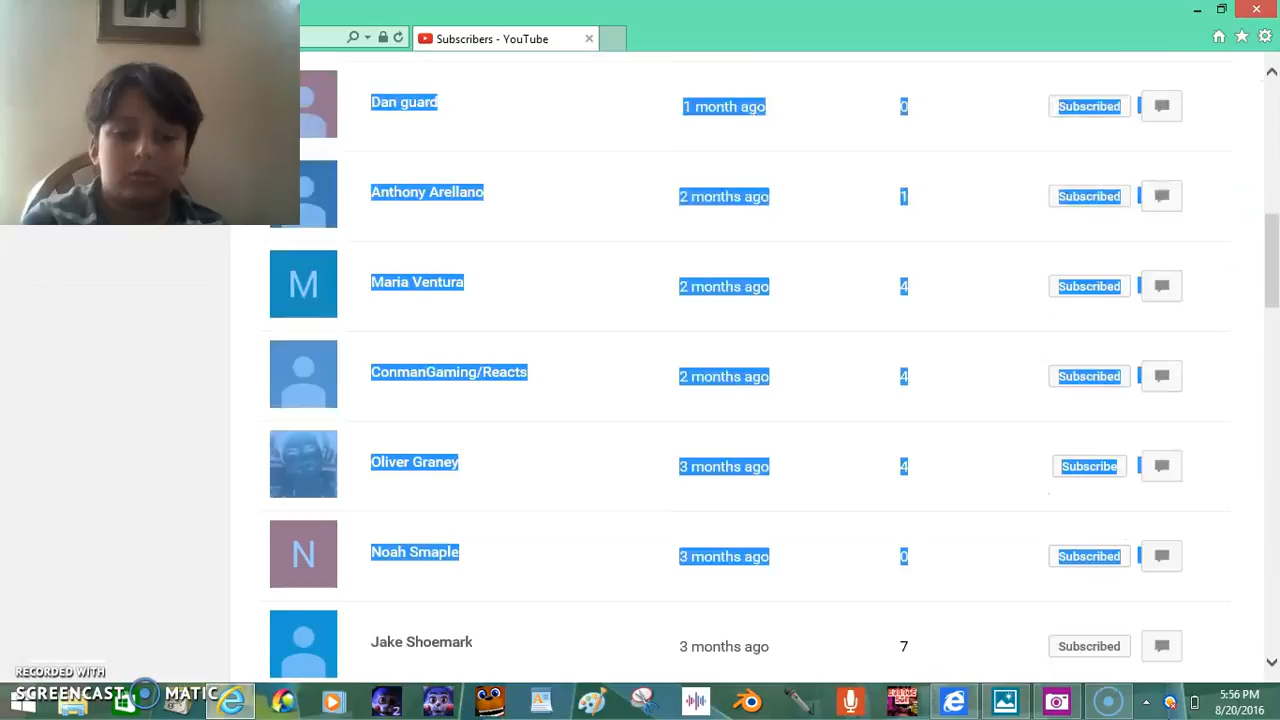 Subscribers - YouTube
Dan guard 1 month ago 0 Subscribed
Anthony Arellano 2 months ago 1 Subscribed
M Maria Ventura 2 months ago 4 Subscribed
ConmanGaming/Reacts 2 months ago 4 Subscribed
Oliver Graney 3 months ago 4 Subscribe
N Noah Smaple 3 months ago 0 Subscribed
Jake Shoemark 3 months ago 7 Subscribed
RECORDED WITH
SCREENCAST MATIC
5:56 PM
8/20/2016